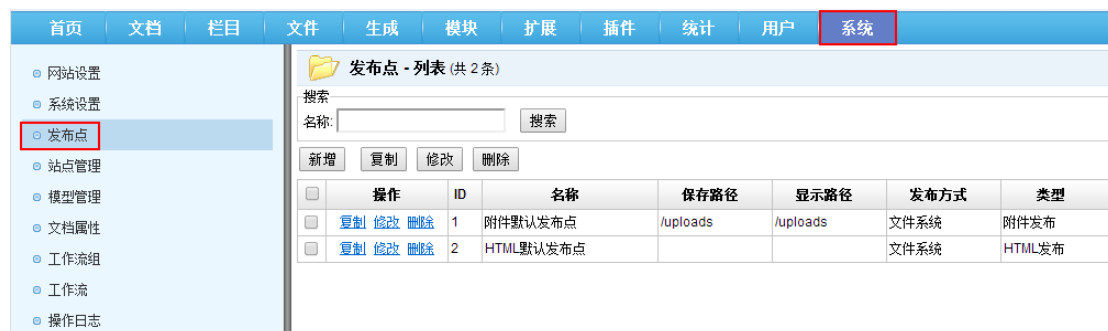 首页 文档 栏目 文件 生成 模块 扩展 插件 统计 用户 系统
网站设置
系统设置
发布点
站点管理
模型管理
文档属性
工作流组
工作流
操作日志
发布点 - 列表 (共 2 条)
搜索
名称: 搜索
新增 复制 修改 删除
操作 ID 名称 保存路径 显示路径 发布方式 类型
复制 修改 删除 1 附件默认发布点 /uploads /uploads 文件系统 附件发布
复制 修改 删除 2 HTML默认发布点 文件系统 HTML发布